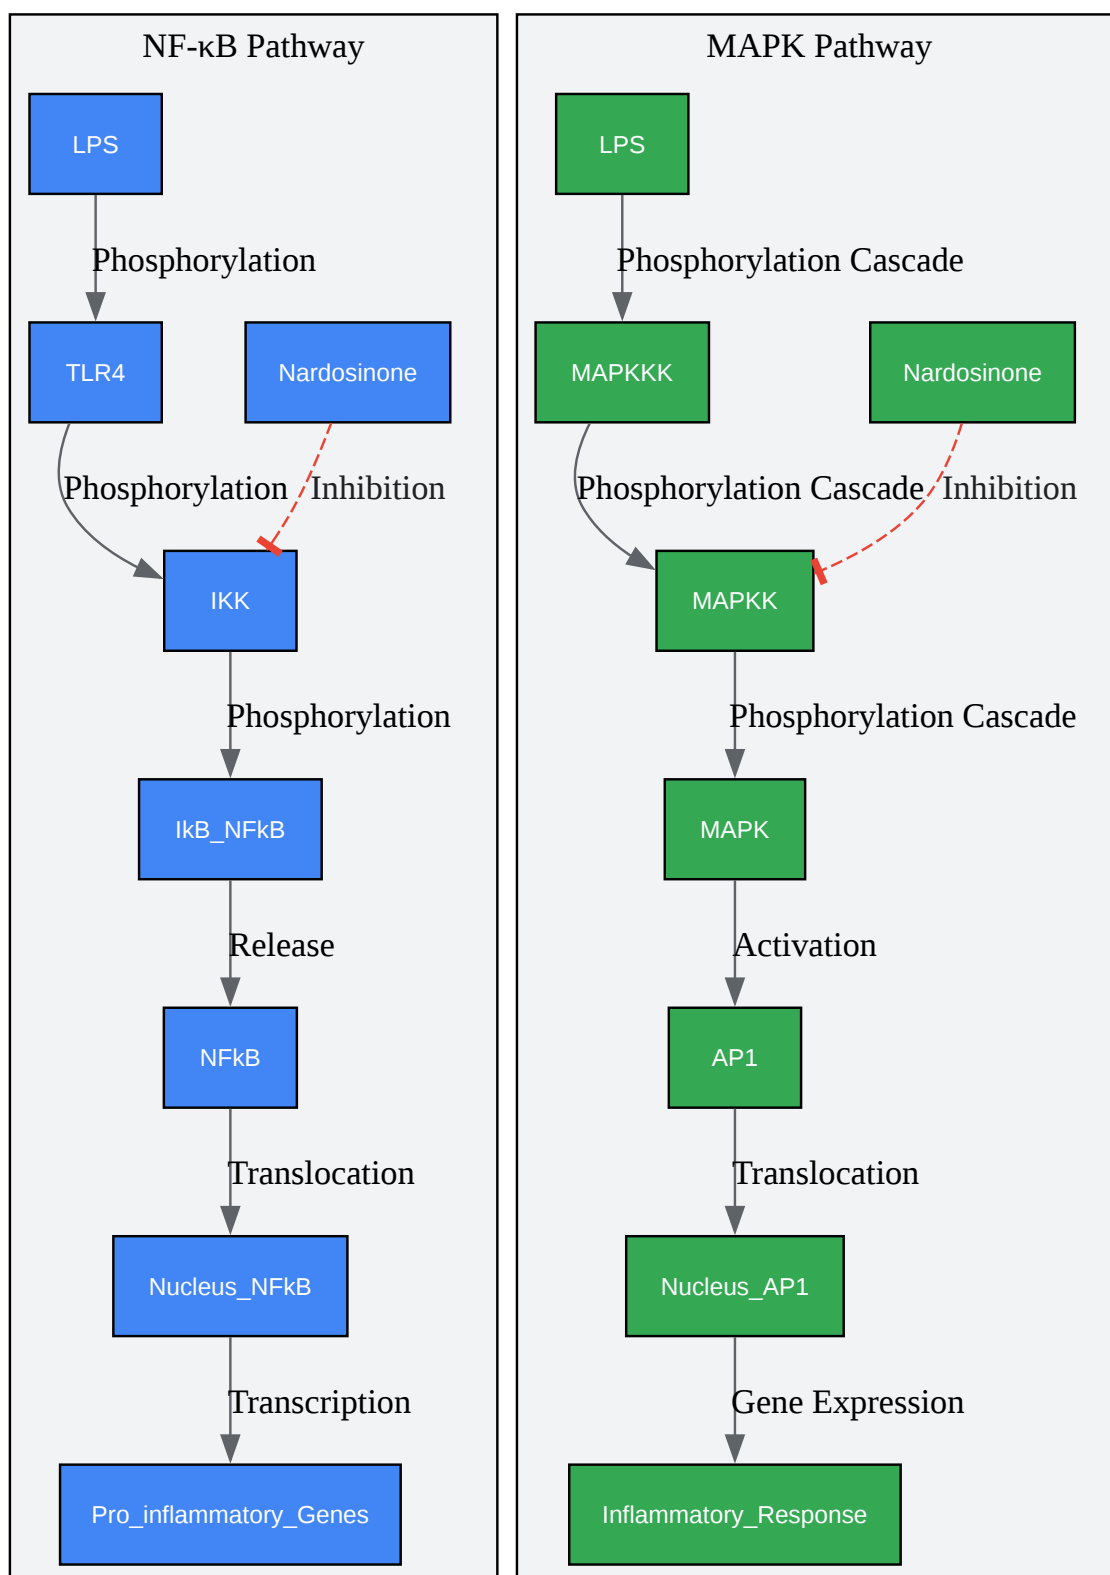 NF-κB Pathway
LPS
Phosphorylation
TLR4
Nardosinone
Phosphorylation
Inhibition
IKK
Phosphorylation
IkB_NFkB
Release
NFkB
Translocation
Nucleus_NFkB
Transcription
Pro_inflammatory_Genes
MAPK Pathway
LPS
Phosphorylation Cascade
MAPKKK
Nardosinone
Phosphorylation Cascade
Inhibition
MAPKK
Phosphorylation Cascade
MAPK
Activation
AP1
Translocation
Nucleus_AP1
Gene Expression
Inflammatory_Response